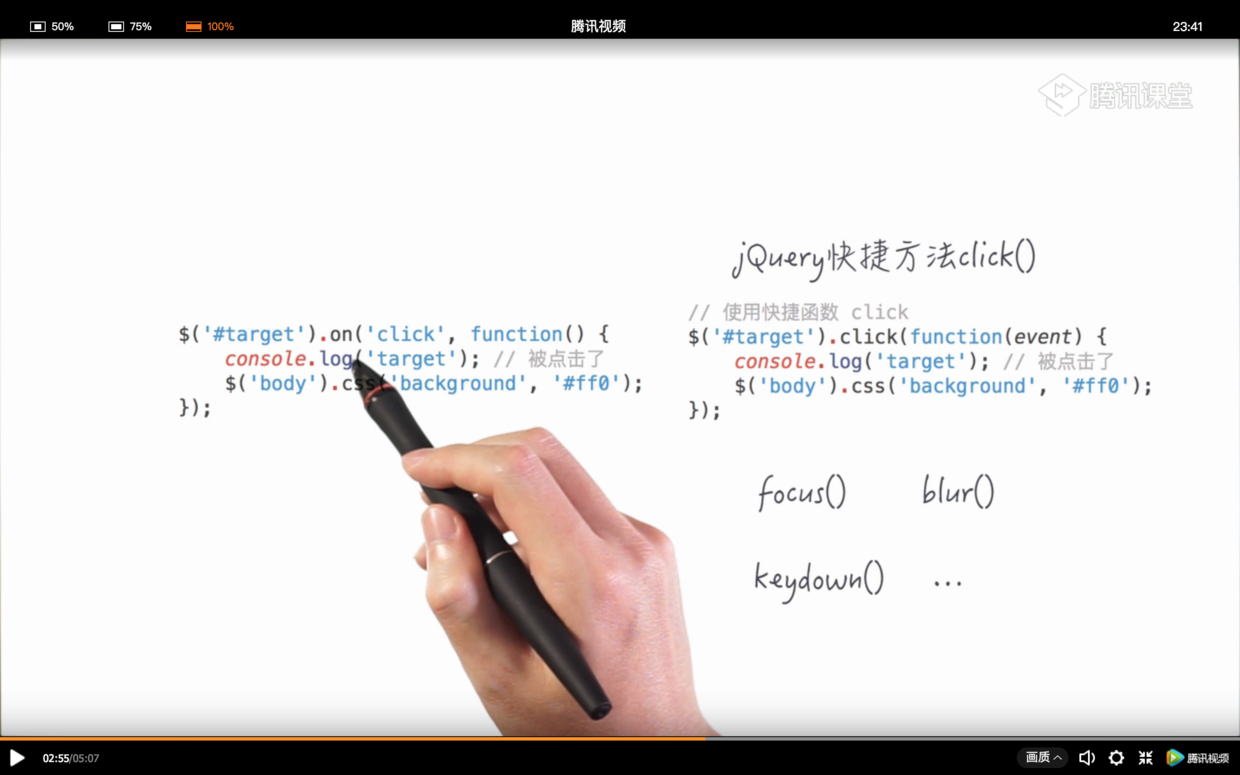 50% 75% 100% 腾讯视频 23:41
腾讯课堂
jQuery快捷方法click()
$('#target').on('click', function() {
console.log('target'); // 被点击了
$('body').css('background', '#ff0');
});
// 使用快捷函数 click
$('#target').click(function(event) {
console.log('target'); // 被点击了
$('body').css('background', '#ff0');
});
focus() blur()
keydown() ...
02:55/05:07 画质 腾讯视频